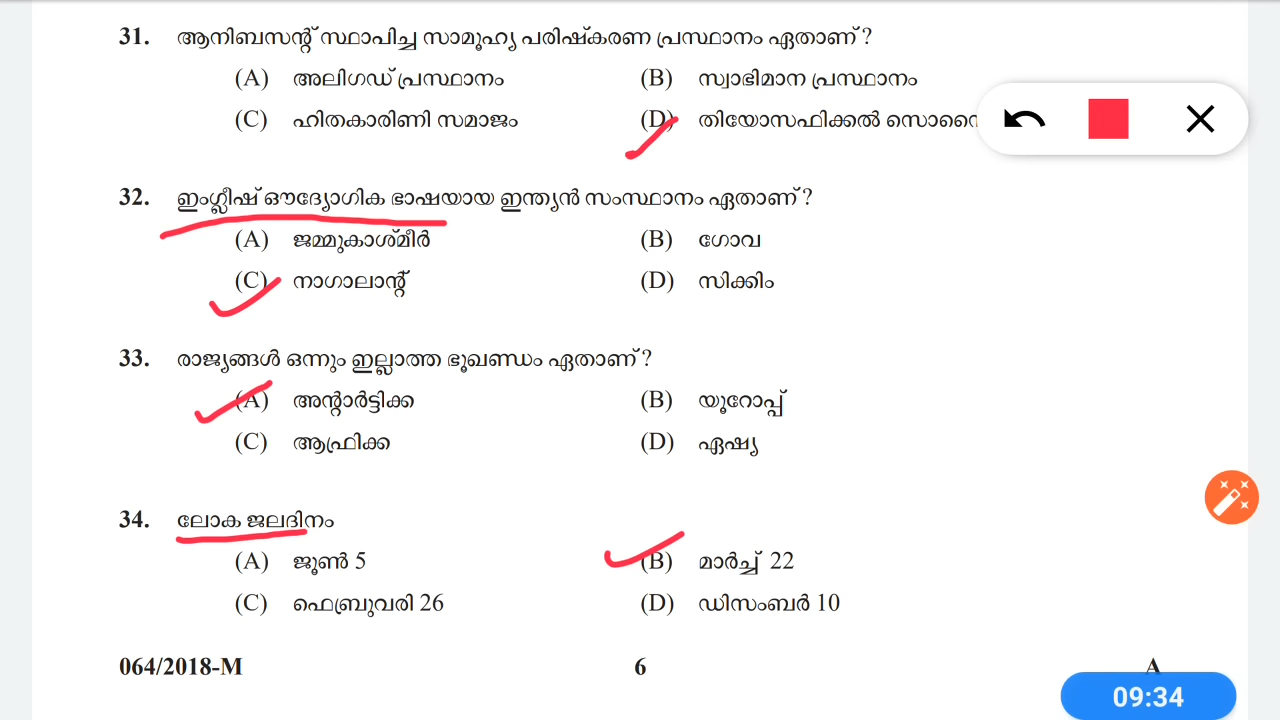 31. ആനിബസന്റ് സ്ഥാപിച്ച സാമൂഹ്യ പരിഷ്കരണ പ്രസ്ഥാനം ഏതാണ് ?
(A) അലിഗഡ് പ്രസ്ഥാനം (B) സ്വാഭിമാന പ്രസ്ഥാനം
(C) ഹിതകാരിണി സമാജം (D) തിയോസഫിക്കൽ
32. ഇംഗ്ലീഷ് ഔദ്യോഗിക ഭാഷയായ ഇന്ത്യൻ സംസ്ഥാനം ഏതാണ് ?
(A) ജമ്മുകാശ്മീർ (B) ഗോവ
(C) നാഗാലാന്റ് (D) സിക്കിം
33. രാജ്യങ്ങൾ ഒന്നും ഇല്ലാത്ത ഭൂഖണ്ഡം ഏതാണ് ?
(A) അന്റാർട്ടിക്ക (B) യൂറോപ്പ്
(C) ആഫ്രിക്ക (D) ഏഷ്യ
34. ലോക ജലദിനം
(A) ജൂൺ 5 (B) മാർച്ച് 22
(C) ഫെബ്രുവരി 26 (D) ഡിസംബർ 10
064/2018-M 6 A
09:34